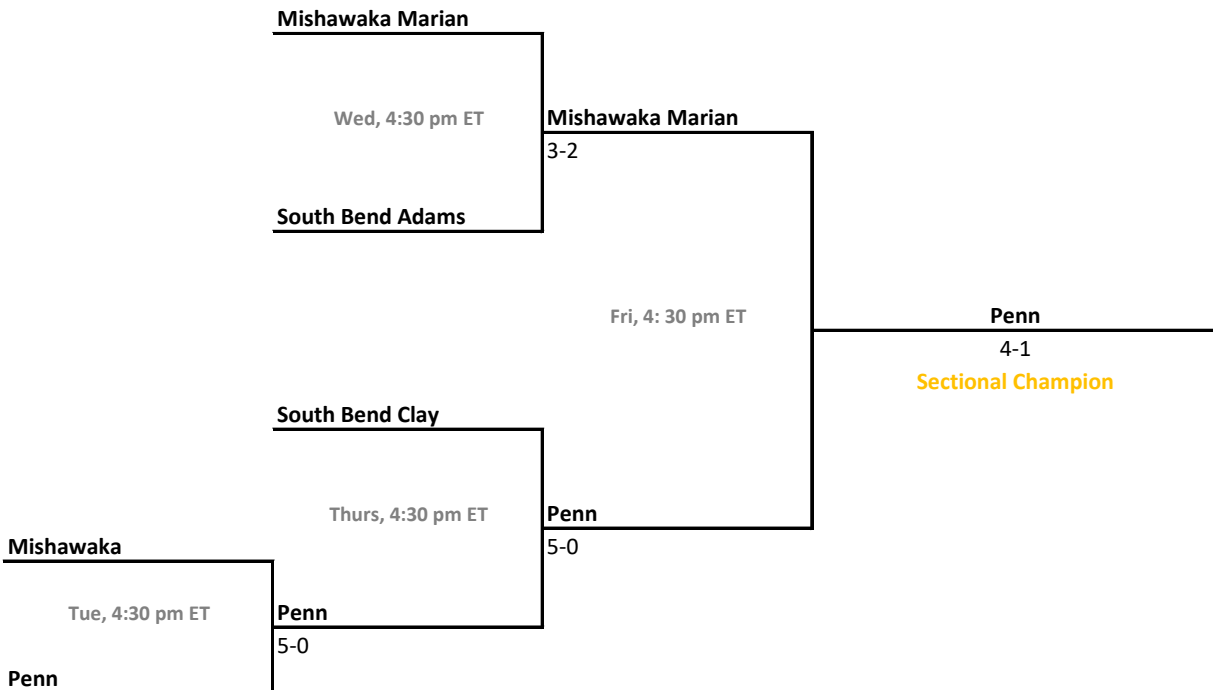 Mishawaka Marian
Wed, 4:30 pm ET
Mishawaka Marian
3-2
South Bend Adams
Fri, 4: 30 pm ET
Penn
4-1
Sectional Champion
South Bend Clay
Thurs, 4:30 pm ET
Penn
5-0
Mishawaka
Tue, 4:30 pm ET
Penn
5-0
Penn